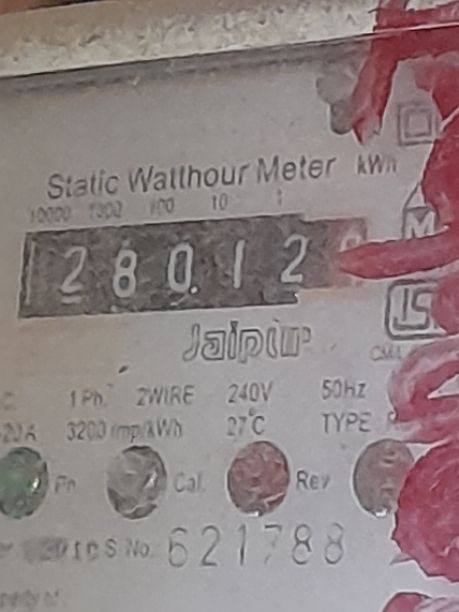 Static Watthour Meter kWh
10000 1000 100 10 1
28012
Jaipur
1 Ph. 2WIRE 240V 50Hz
3200 imp/kWh 27°C TYPE
Ph Cal Rev
S No. 621788